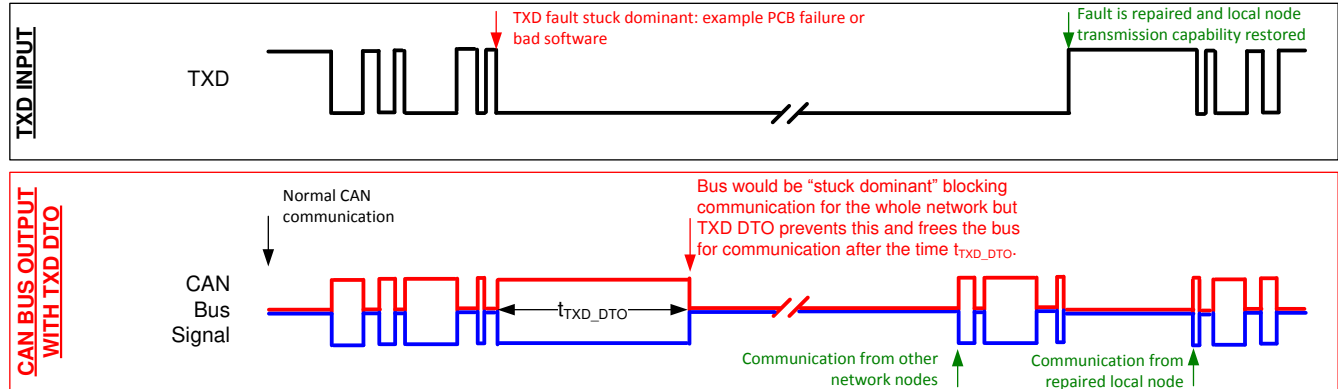 TXD INPUT
TXD fault stuck dominant: example PCB failure or
bad software
Fault is repaired and local node
transmission capability restored
TXD
CAN BUS OUTPUT
WITH TXD DTO
Normal CAN
communication
Bus would be “stuck dominant” blocking
communication for the whole network but
TXD DTO prevents this and frees the bus
for communication after the time tTXD_DTO.
CAN
Bus
Signal
tTXD_DTO
Communication from other
network nodes
Communication from
repaired local node